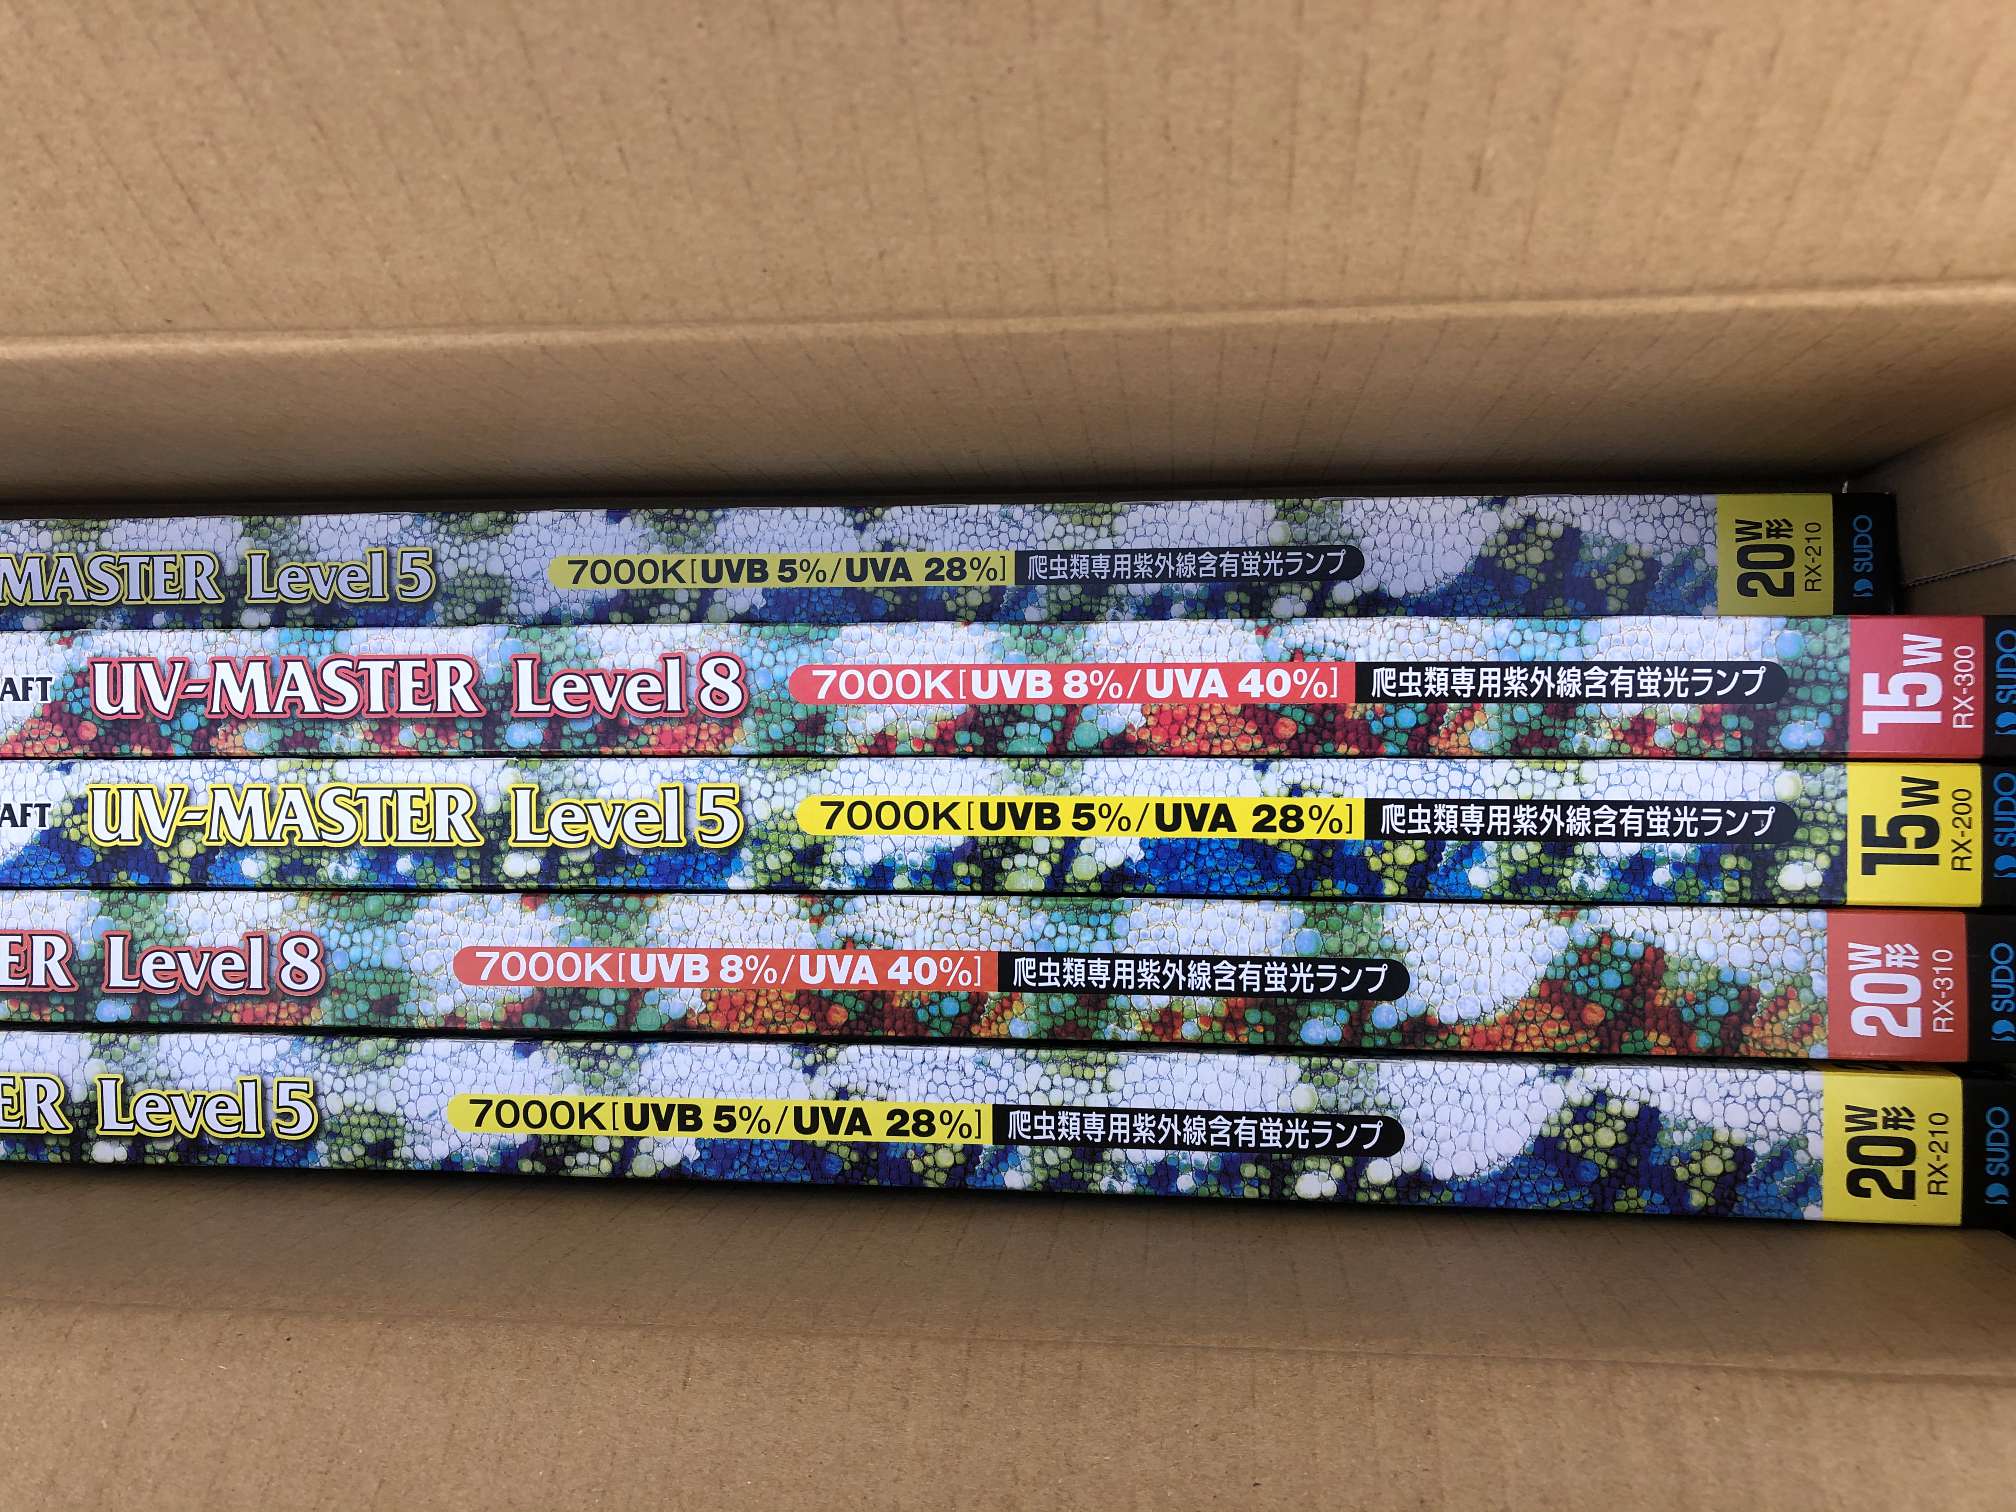 MASTER Level 5 7000K[UVB 5%/UVA 28%] 爬虫類専用紫外線含有蛍光ランプ 20W形 RX-210 SUDO
AFT UV-MASTER Level 8 7000K[UVB 8%/UVA 40%] 爬虫類専用紫外線含有蛍光ランプ 15W RX-300 SUDO
AFT UV-MASTER Level 5 7000K[UVB 5%/UVA 28%] 爬虫類専用紫外線含有蛍光ランプ 15W RX-200 SUDO
ER Level 8 7000K[UVB 8%/UVA 40%] 爬虫類専用紫外線含有蛍光ランプ 20W形 RX-310 SUDO
ER Level 5 7000K[UVB 5%/UVA 28%] 爬虫類専用紫外線含有蛍光ランプ 20W形 RX-210 SUDO